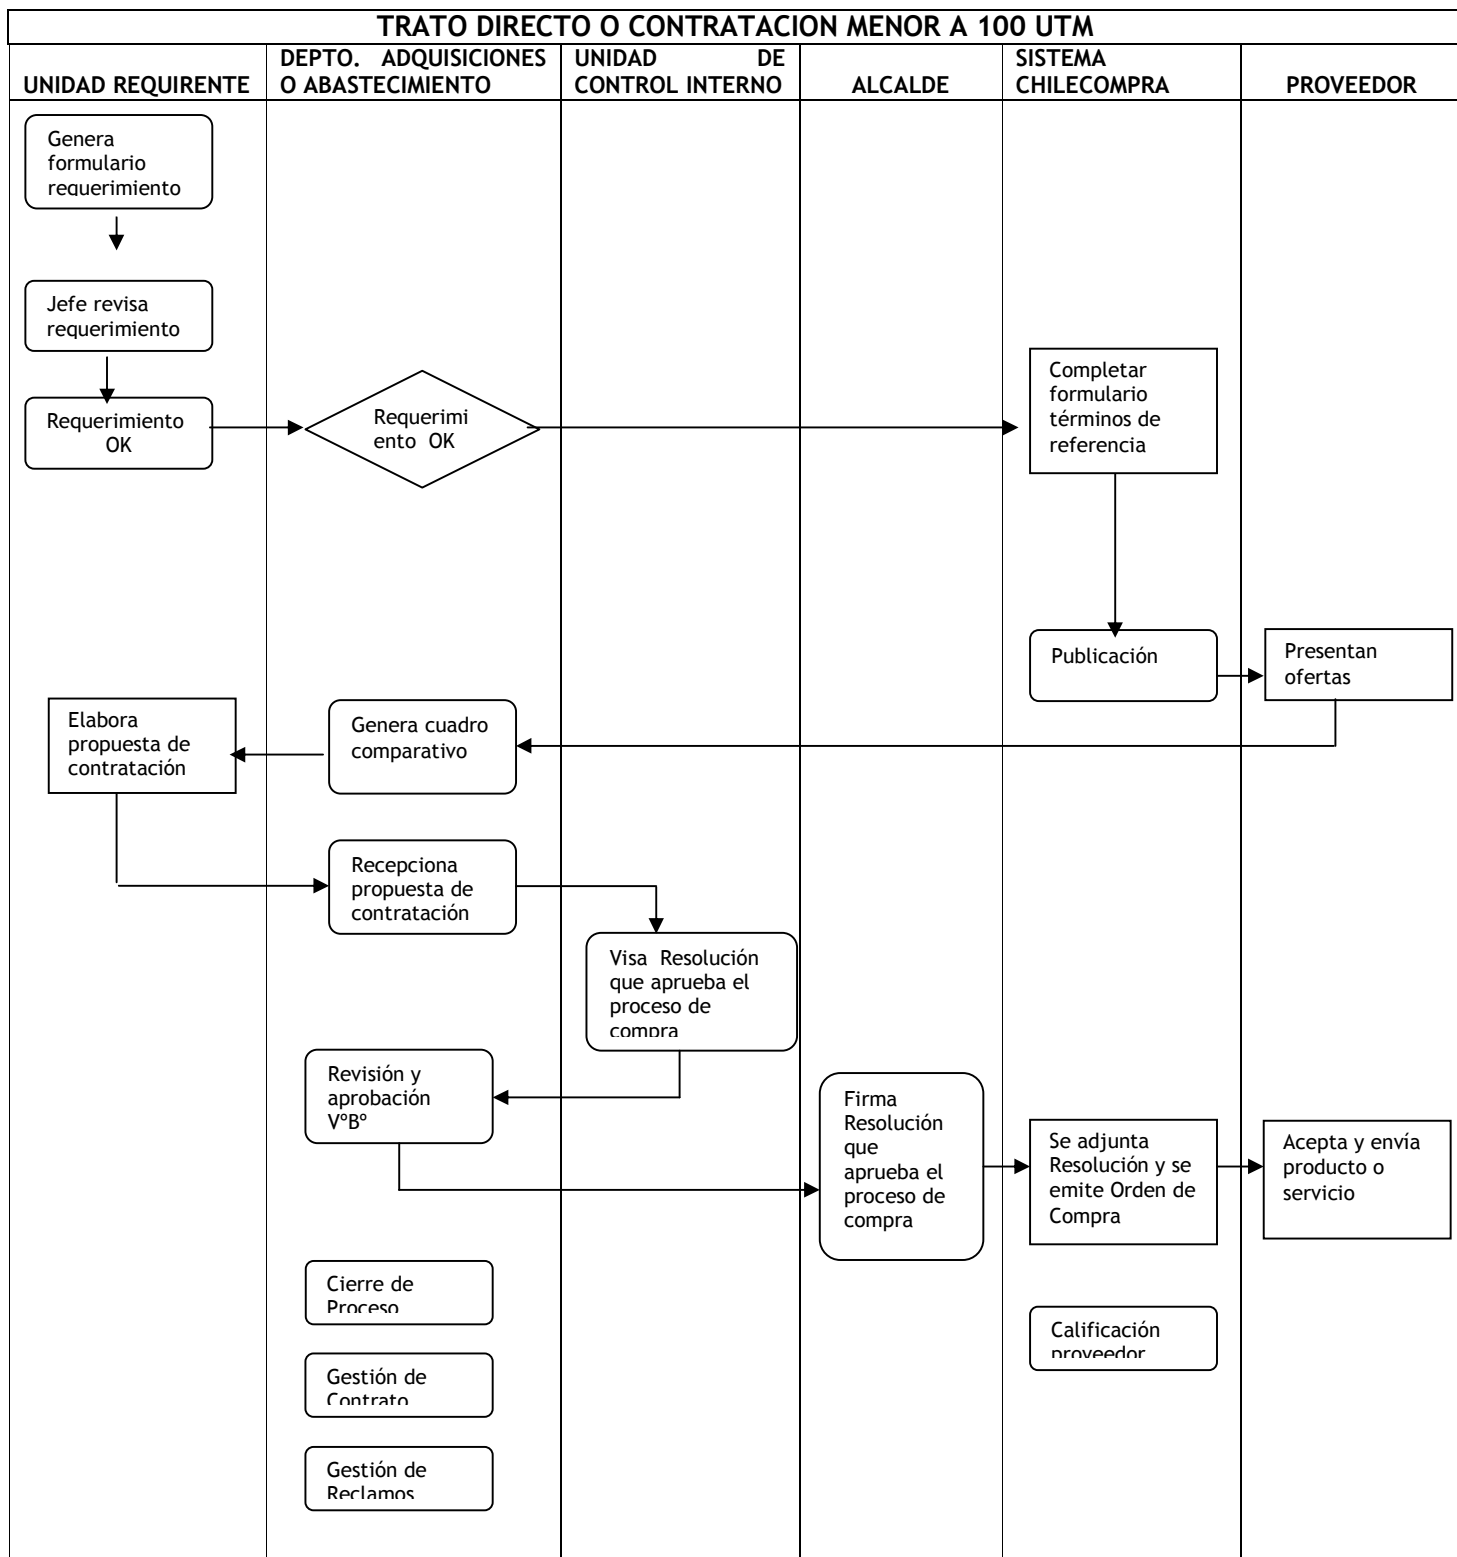 TRATO DIRECTO O CONTRATACION MENOR A 100 UTM
UNIDAD REQUIRENTE
DEPTO. ADQUISICIONES
O ABASTECIMIENTO
UNIDAD DE
CONTROL INTERNO
ALCALDE
SISTEMA
CHILECOMPRA
PROVEEDOR
Genera
formulario
requerimiento
Jefe revisa
requerimiento
Requerimiento
OK
Requerimi
ento OK
Completar
formulario
términos de
referencia
Publicación
Presentan
ofertas
Genera cuadro
comparativo
Elabora
propuesta de
contratación
Recepciona
propuesta de
contratación
Visa Resolución
que aprueba el
proceso de
compra
Revisión y
aprobación
VºBº
Firma
Resolución
que
aprueba el
proceso de
compra
Se adjunta
Resolución y se
emite Orden de
Compra
Acepta y envía
producto o
servicio
Cierre de
Proceso
Gestión de
Contrato
Gestión de
Reclamos
Calificación
proveedor